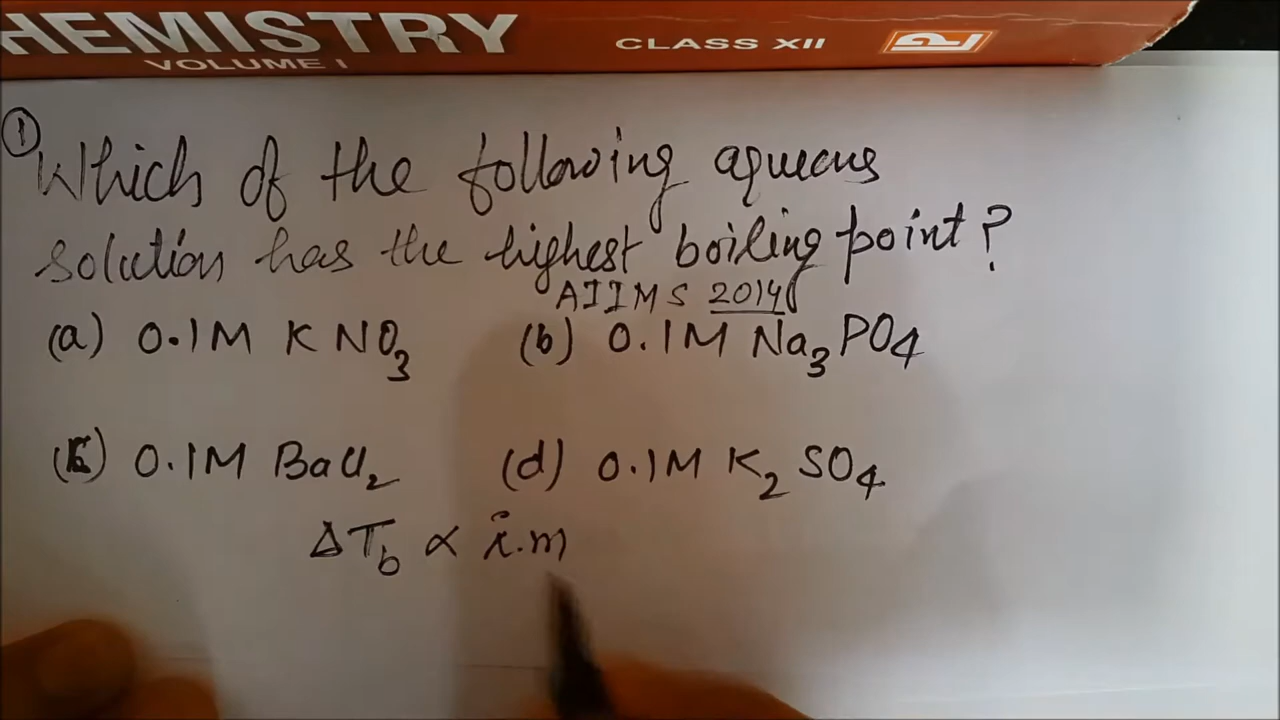 HEMISTRY CLASS XII
VOLUME I
① Which of the following aqueous
solution has the highest boiling point?
AIIMS 2014
(a) 0.1M KNO3 (b) 0.1M Na3PO4
(c) 0.1M BaCl2 (d) 0.1M K2SO4
ΔTb ∝ i.m